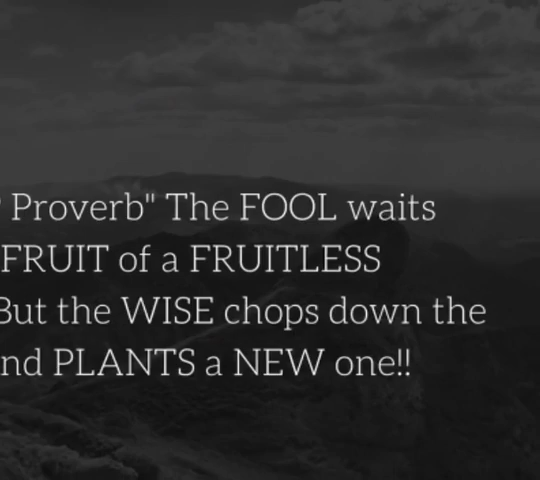 Proverb" The FOOL waits
FRUIT of a FRUITLESS
But the WISE chops down the
nd PLANTS a NEW one!!